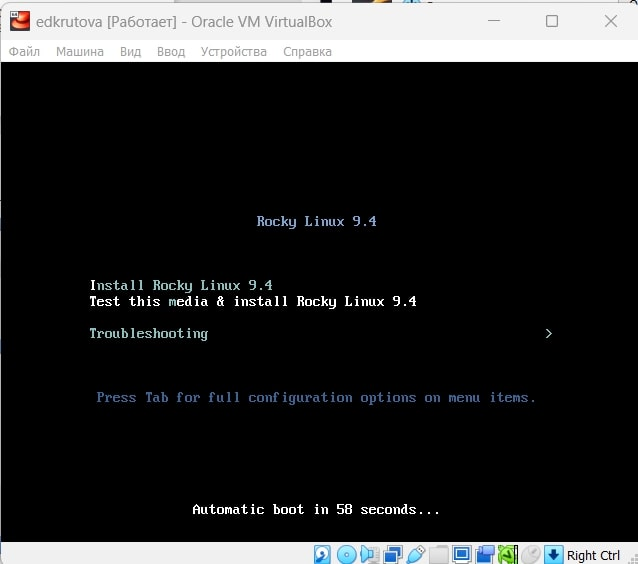 edkrutova [Работает] - Oracle VM VirtualBox
Файл Машина Вид Ввод Устройства Справка
Rocky Linux 9.4
Install Rocky Linux 9.4
Test this media & install Rocky Linux 9.4
Troubleshooting >
Press Tab for full configuration options on menu items.
Automatic boot in 58 seconds...
Right Ctrl